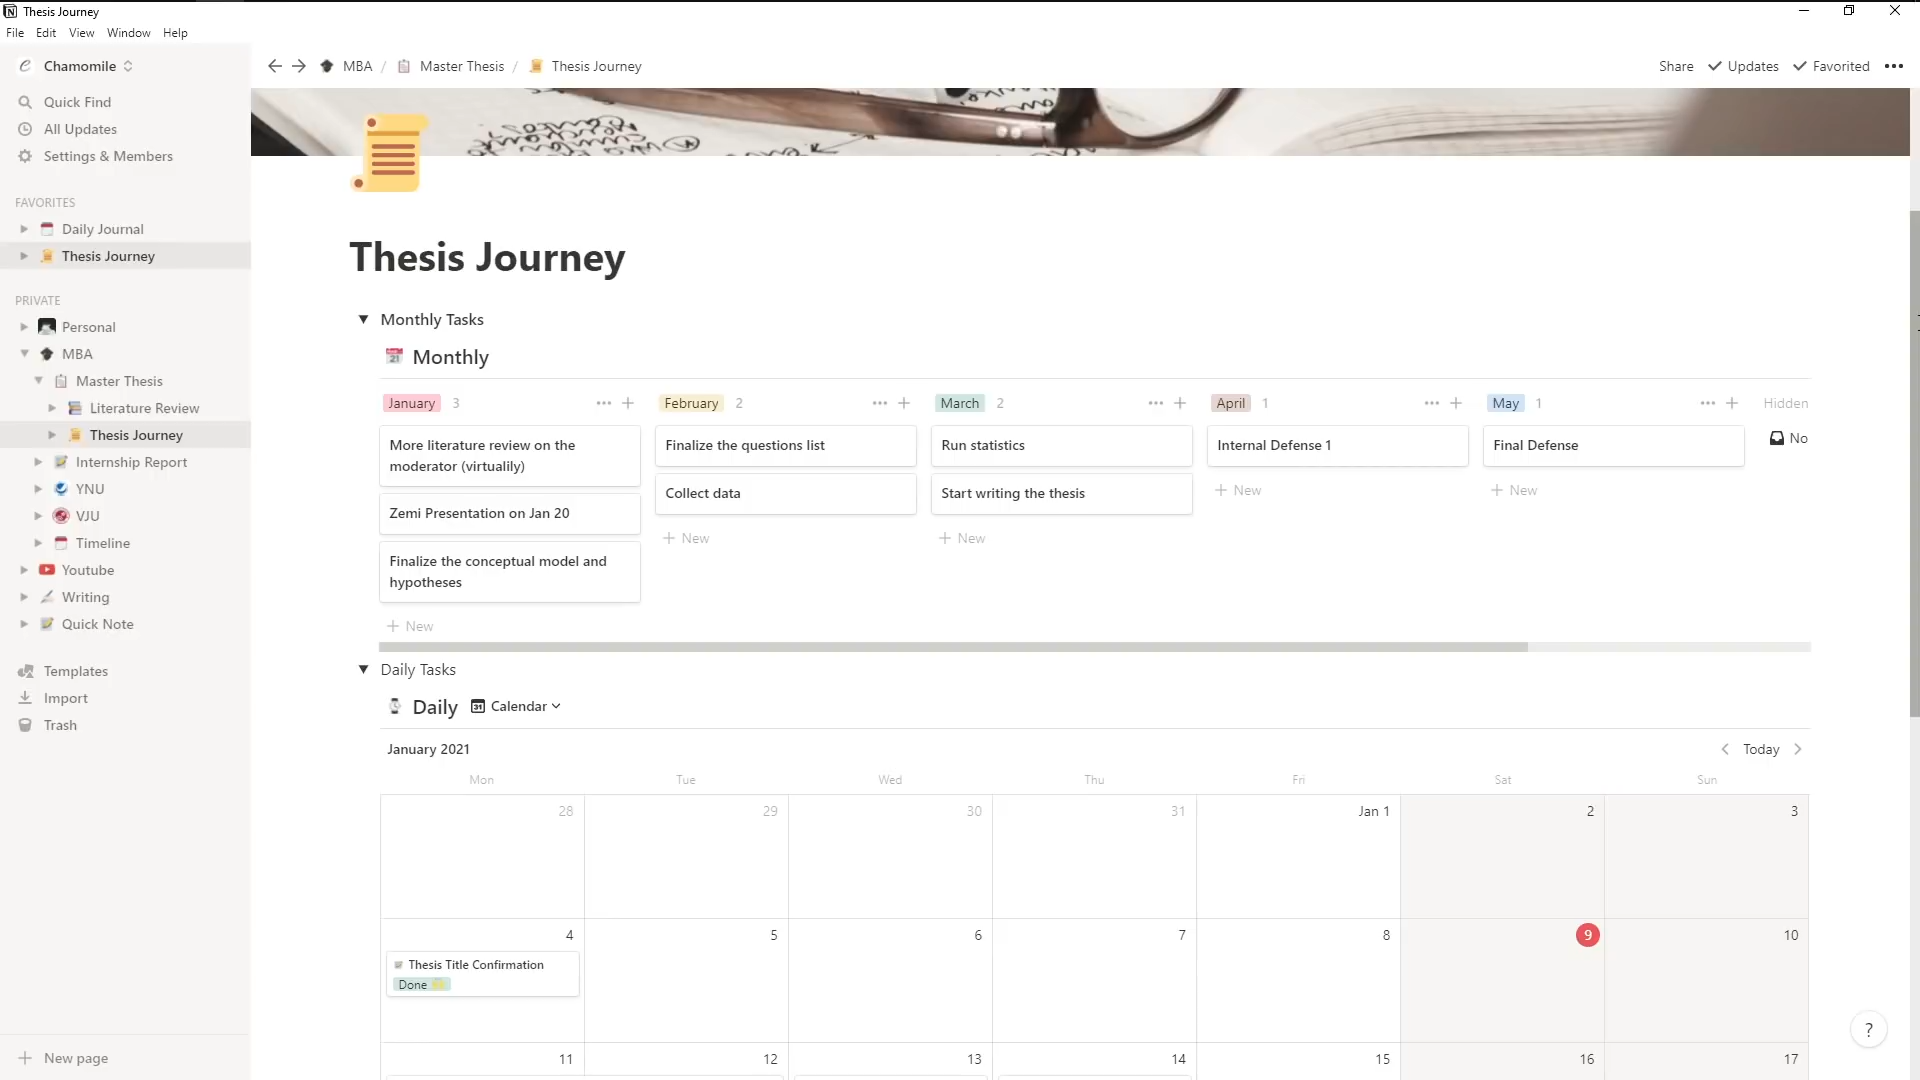 Thesis Journey
File Edit View Window Help
Chamomile
MBA / Master Thesis / Thesis Journey
Share Updates Favorited
Quick Find
All Updates
Settings & Members
FAVORITES
Daily Journal
Thesis Journey
PRIVATE
Personal
MBA
Master Thesis
Literature Review
Thesis Journey
Internship Report
YNU
VJU
Timeline
Youtube
Writing
Quick Note
Templates
Import
Trash
New page
Thesis Journey
Monthly Tasks
Monthly
January 3
More literature review on the
moderator (virtualily)
Zemi Presentation on Jan 20
Finalize the conceptual model and
hypotheses
New
February 2
Finalize the questions list
Collect data
New
March 2
Run statistics
Start writing the thesis
New
April 1
Internal Defense 1
New
May 1
Final Defense
New
Hidden
No
Daily Tasks
Daily Calendar
January 2021
Today
Mon Tue Wed Thu Fri Sat Sun
28 29 30 31 Jan 1 2 3
4 5 6 7 8 9 10
Thesis Title Confirmation
Done
11 12 13 14 15 16 17
?